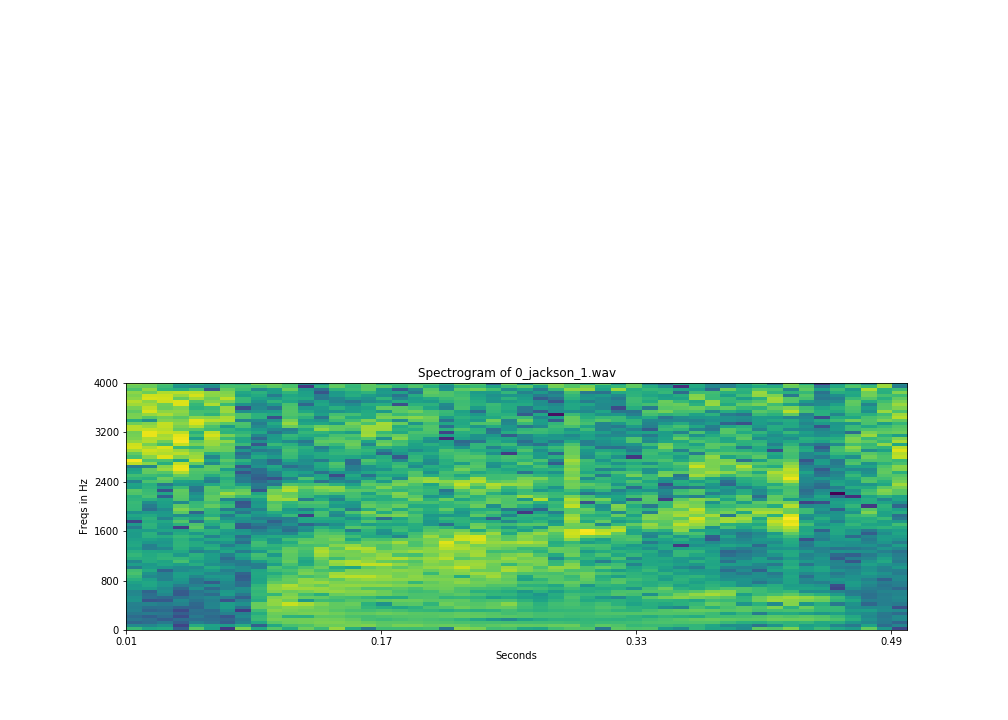 Spectrogram of 0_jackson_1.wav
4000
3200
2400
1600
800
0
Freqs in Hz
0.01 0.17 0.33 0.49
Seconds